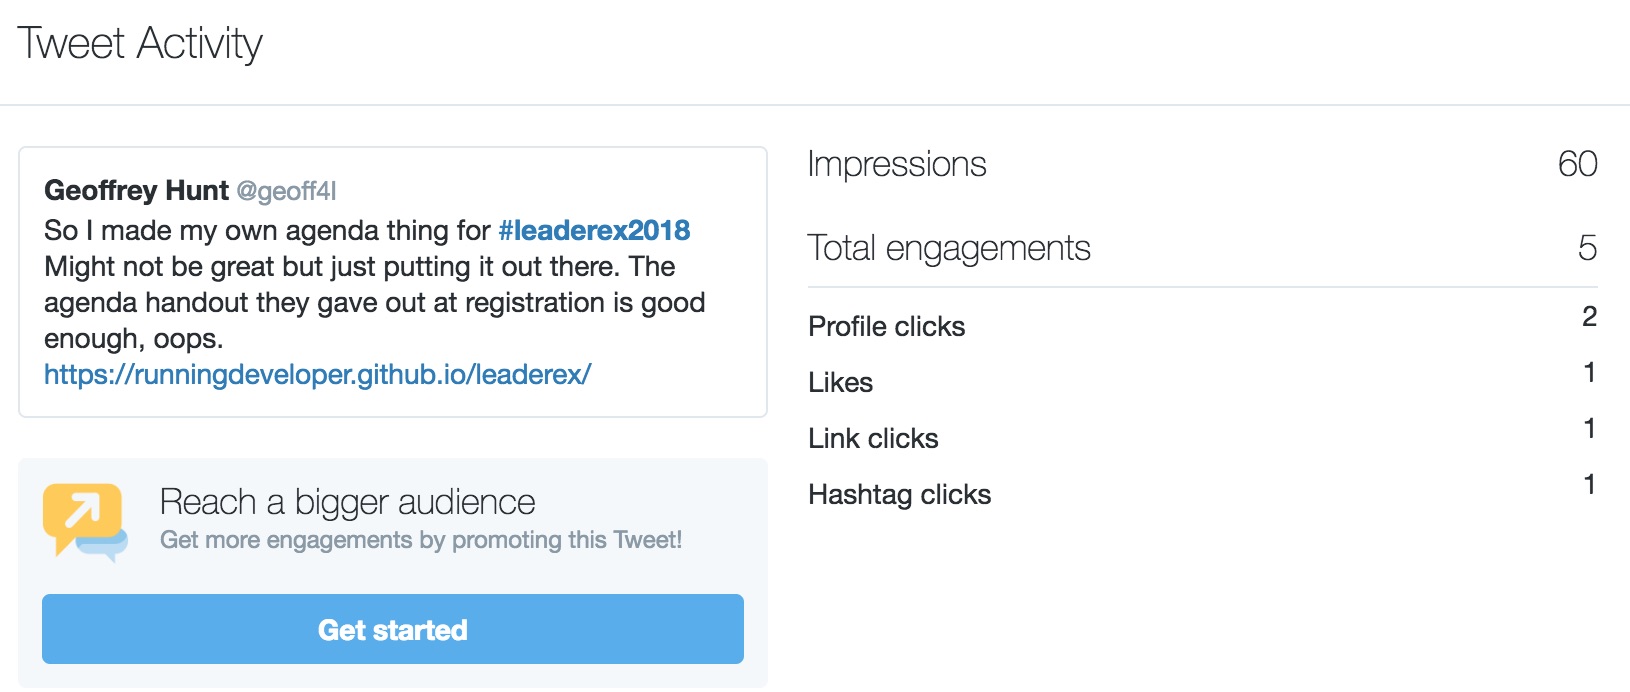 Tweet Activity
Geoffrey Hunt @geoff4l
So I made my own agenda thing for #leaderex2018
Might not be great but just putting it out there. The
agenda handout they gave out at registration is good
enough, oops.
https://runningdeveloper.github.io/leaderex/
Reach a bigger audience
Get more engagements by promoting this Tweet!
Get started
Impressions 60
Total engagements 5
Profile clicks 2
Likes 1
Link clicks 1
Hashtag clicks 1